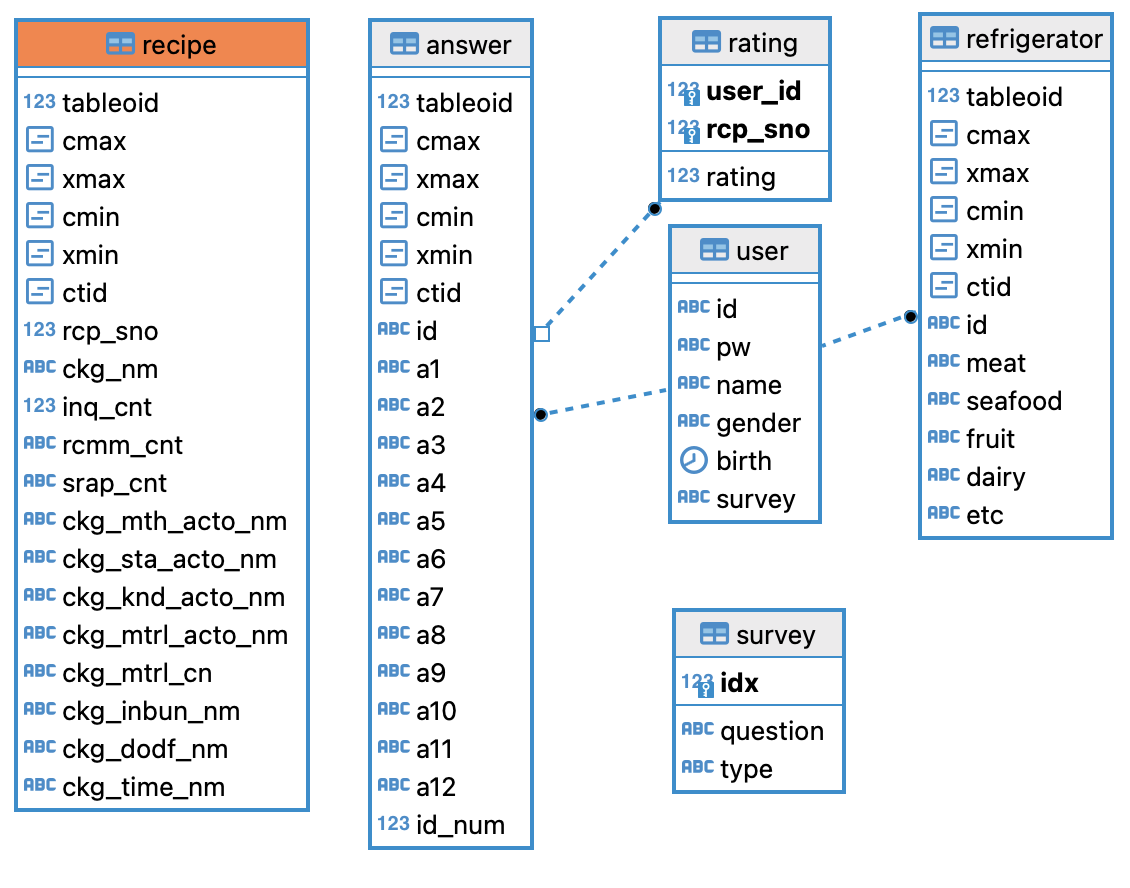 recipe
123 tableoid
cmax
xmax
cmin
xmin
ctid
123 rcp_sno
ABC ckg_nm
123 inq_cnt
ABC rcmm_cnt
ABC srap_cnt
ABC ckg_mth_acto_nm
ABC ckg_sta_acto_nm
ABC ckg_knd_acto_nm
ABC ckg_mtrl_acto_nm
ABC ckg_mtrl_cn
ABC ckg_inbun_nm
ABC ckg_dodf_nm
ABC ckg_time_nm
answer
123 tableoid
cmax
xmax
cmin
xmin
ctid
ABC id
ABC a1
ABC a2
ABC a3
ABC a4
ABC a5
ABC a6
ABC a7
ABC a8
ABC a9
ABC a10
ABC a11
ABC a12
123 id_num
rating
123 user_id
123 rcp_sno
123 rating
user
ABC id
ABC pw
ABC name
ABC gender
birth
ABC survey
survey
123 idx
ABC question
ABC type
refrigerator
123 tableoid
cmax
xmax
cmin
xmin
ctid
ABC id
ABC meat
ABC seafood
ABC fruit
ABC dairy
ABC etc